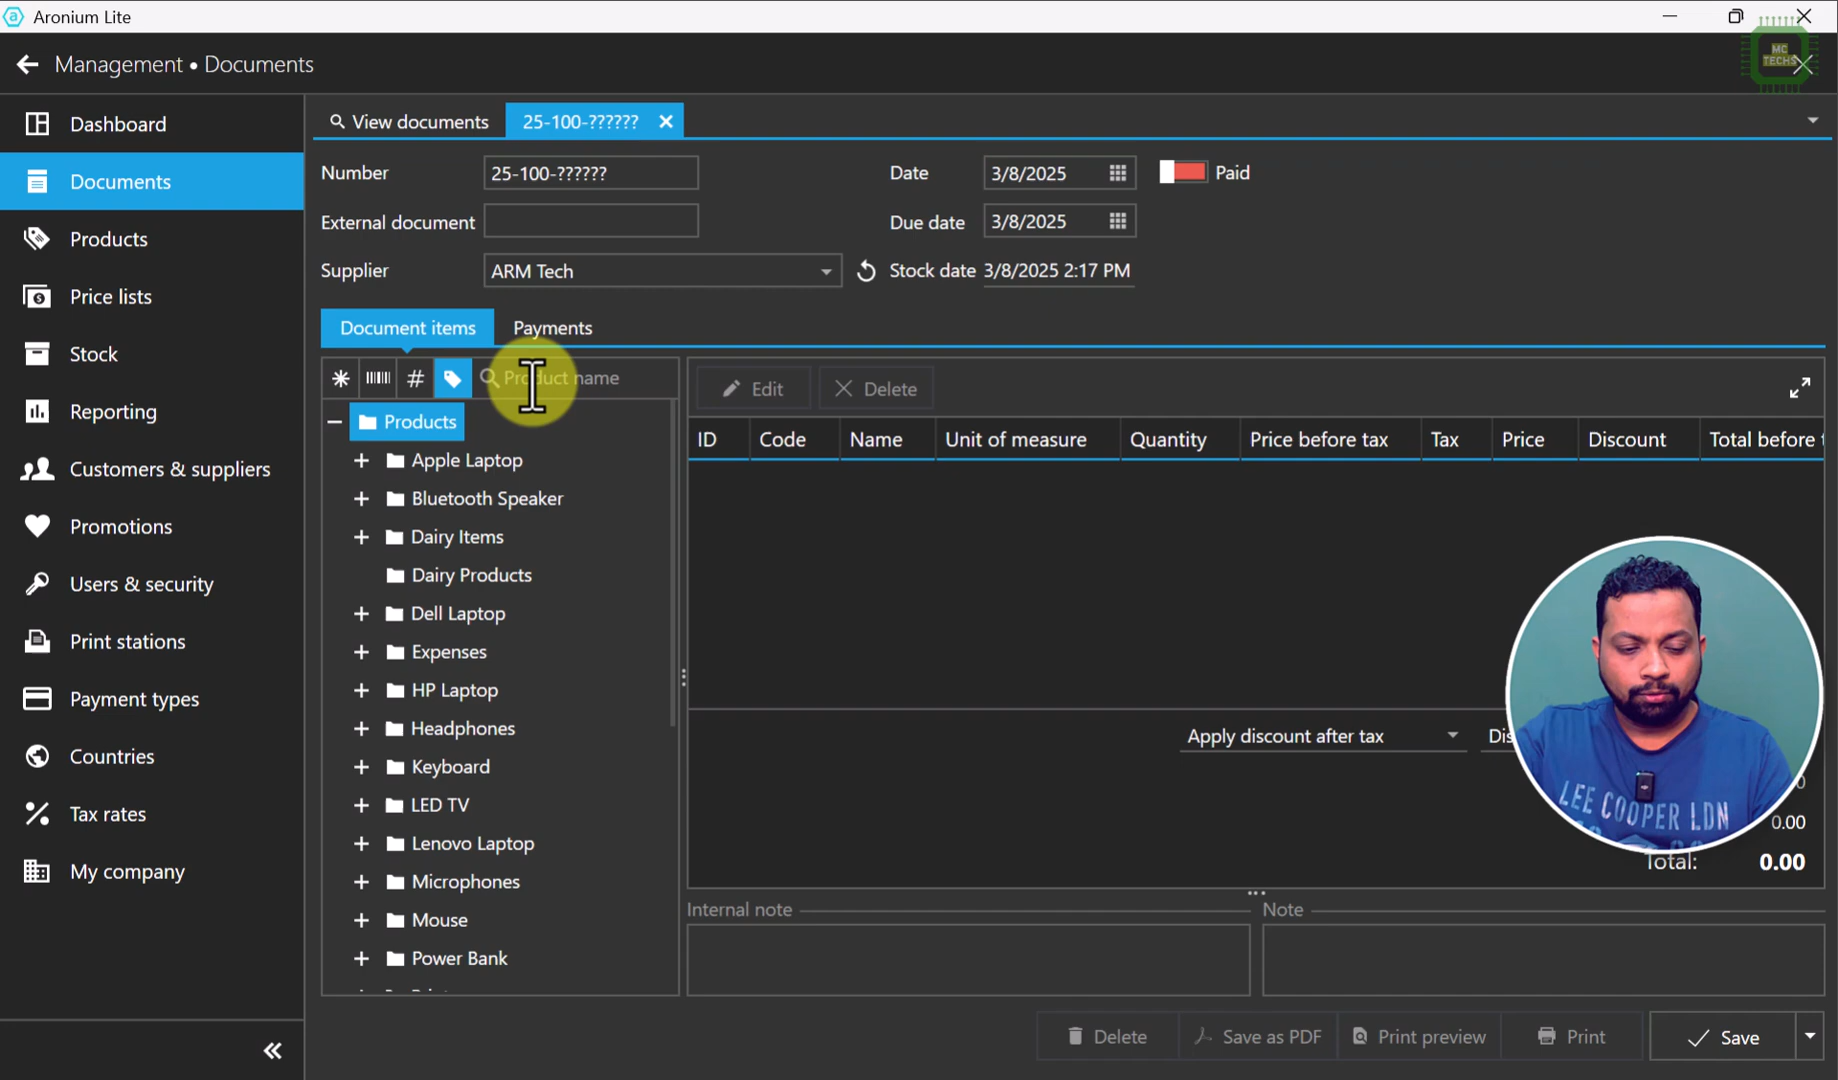 Aronium Lite
Management • Documents
MC
TECHS
Dashboard
Documents
Products
Price lists
Stock
Reporting
Customers & suppliers
Promotions
Users & security
Print stations
Payment types
Countries
Tax rates
My company
View documents
25-100-??????
Number
25-100-??????
Date
3/8/2025
Paid
External document
Due date
3/8/2025
Supplier
ARM Tech
Stock date 3/8/2025 2:17 PM
Document items
Payments
#
Product name
Products
Apple Laptop
Bluetooth Speaker
Dairy Items
Dairy Products
Dell Laptop
Expenses
HP Laptop
Headphones
Keyboard
LED TV
Lenovo Laptop
Microphones
Mouse
Power Bank
Edit
Delete
ID Code Name Unit of measure Quantity Price before tax Tax Price Discount Total before
Apply discount after tax
LEE COOPER LDN
0.00
Total: 0.00
Internal note
Note
Delete
Save as PDF
Print preview
Print
Save